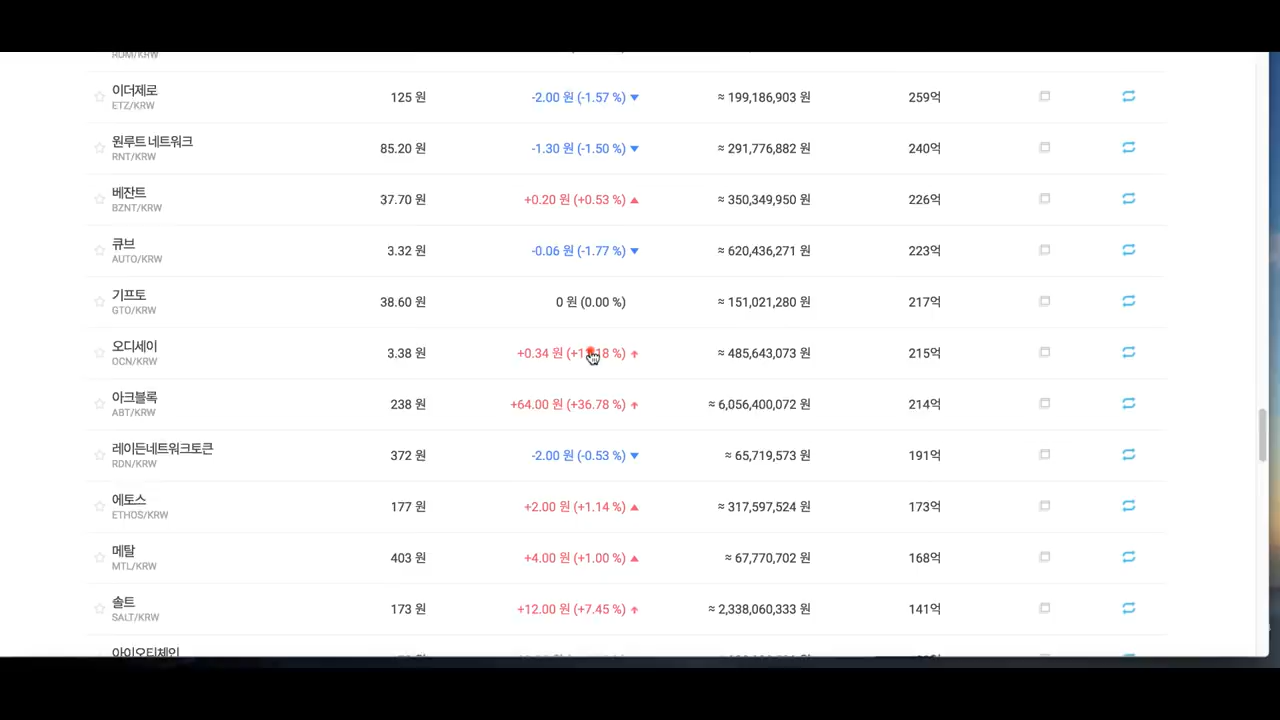 이더제로
ETZ/KRW
125 원
-2.00 원 (-1.57 %)
≈ 199,186,903 원
259억
원루트 네트워크
RNT/KRW
85.20 원
-1.30 원 (-1.50 %)
≈ 291,776,882 원
240억
베잔트
BZNT/KRW
37.70 원
+0.20 원 (+0.53 %)
≈ 350,349,950 원
226억
큐브
AUTO/KRW
3.32 원
-0.06 원 (-1.77 %)
≈ 620,436,271 원
223억
기프토
GTO/KRW
38.60 원
0 원 (0.00 %)
≈ 151,021,280 원
217억
오디세이
OCN/KRW
3.38 원
+0.34 원
≈ 485,643,073 원
215억
아크블록
ABT/KRW
238 원
+64.00 원 (+36.78 %)
≈ 6,056,400,072 원
214억
레이든네트워크토큰
RDN/KRW
372 원
-2.00 원 (-0.53 %)
≈ 65,719,573 원
191억
에토스
ETHOS/KRW
177 원
+2.00 원 (+1.14 %)
≈ 317,597,524 원
173억
메탈
MTL/KRW
403 원
+4.00 원 (+1.00 %)
≈ 67,770,702 원
168억
솔트
SALT/KRW
173 원
+12.00 원 (+7.45 %)
≈ 2,338,060,333 원
141억
아이오티체인